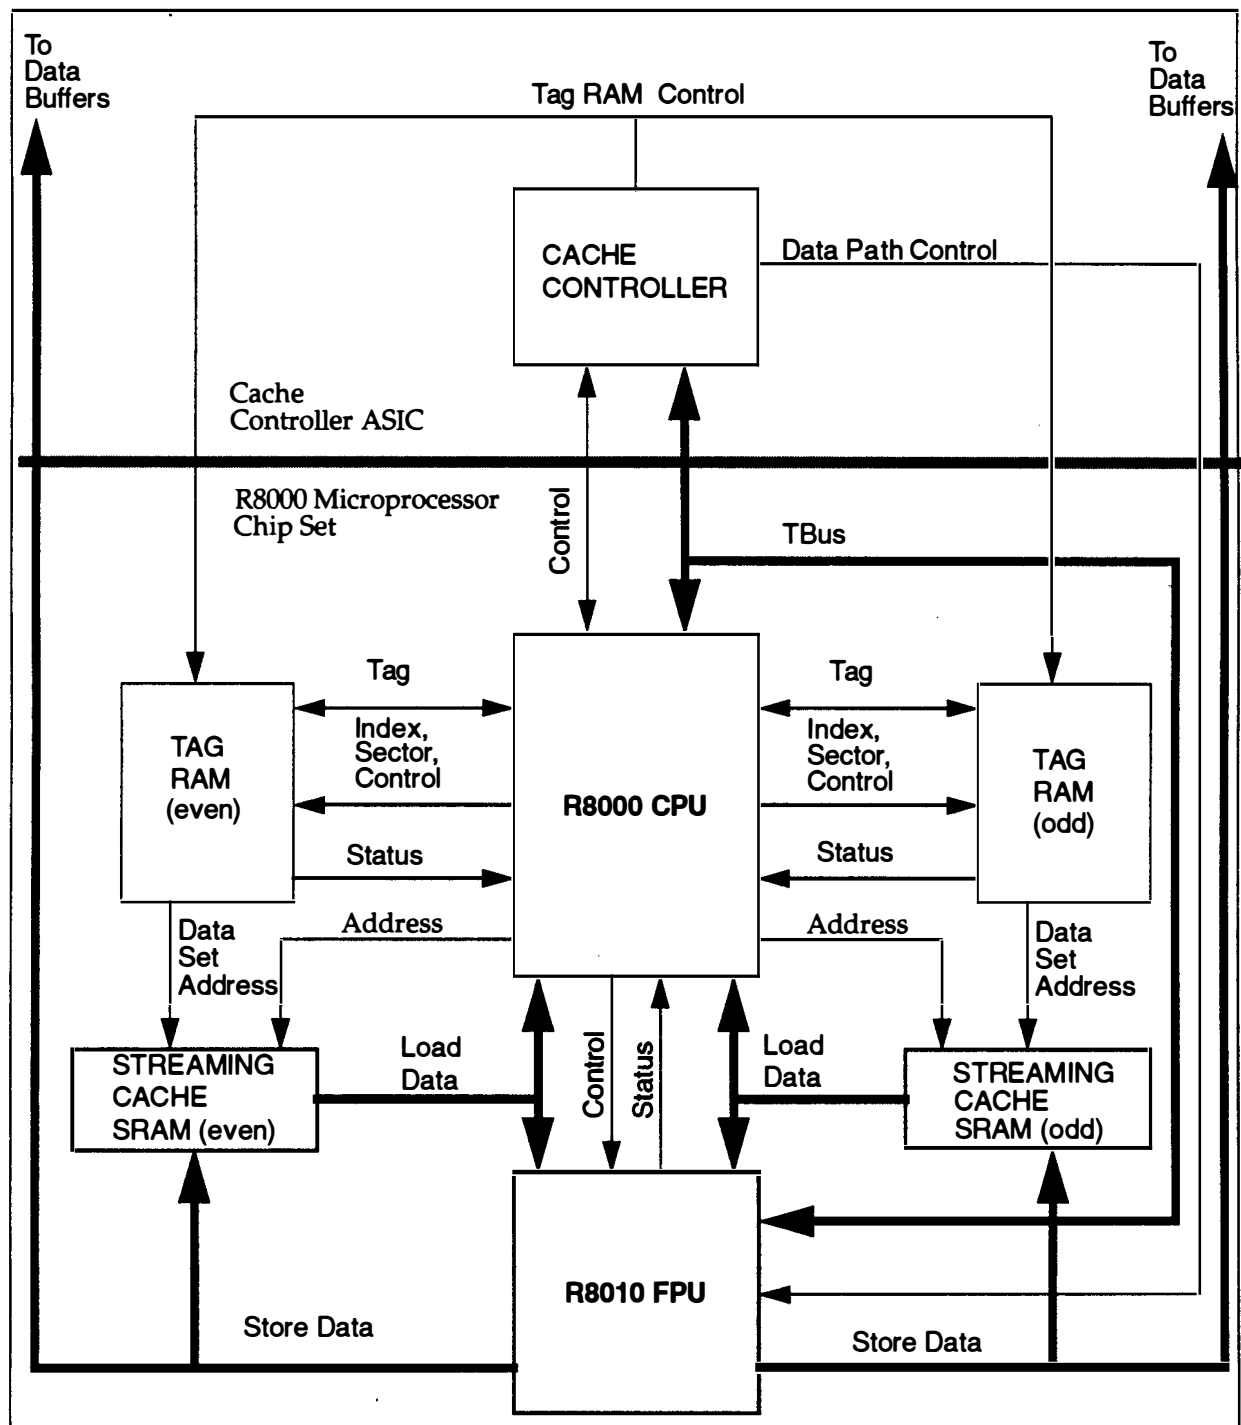 To
Data
Buffers
To
Data
Buffers
Tag RAM Control
CACHE
CONTROLLER
Data Path Control
Cache
Controller ASIC
R8000 Microprocessor
Chip Set
Control
TBus
Tag
Index,
Sector,
Control
Status
TAG
RAM
(even)
R8000 CPU
Tag
Index,
Sector,
Control
Status
TAG
RAM
(odd)
Data
Set
Address
Address
Address
Data
Set
Address
STREAMING
CACHE
SRAM (even)
Load
Data
Control
Status
Load
Data
STREAMING
CACHE
SRAM (odd)
R8010 FPU
Store Data
Store Data